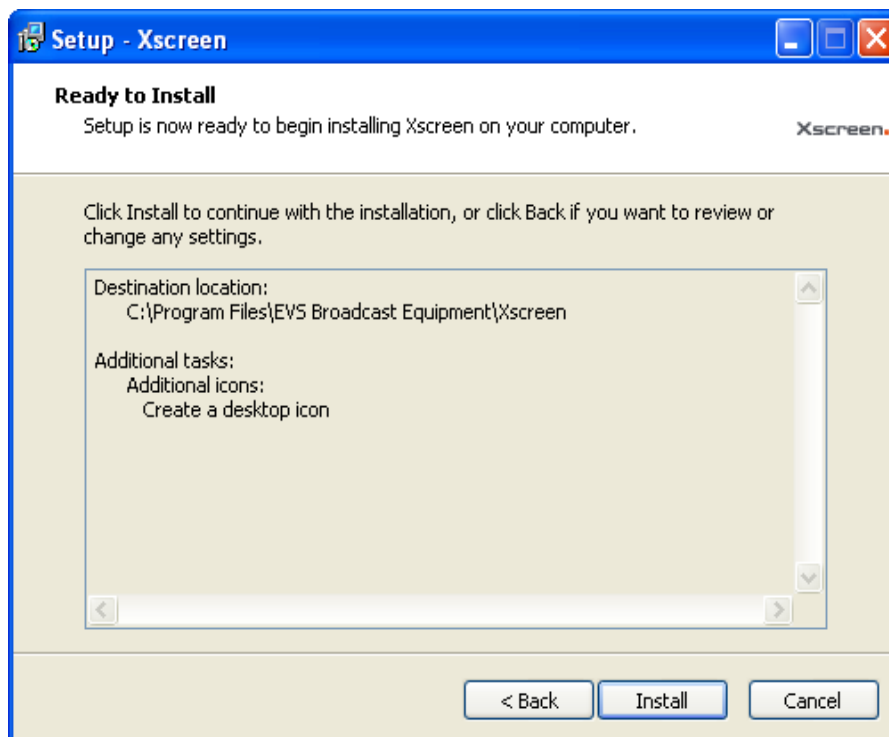 Setup - Xscreen
Ready to Install
Setup is now ready to begin installing Xscreen on your computer.
Xscreen.
Click Install to continue with the installation, or click Back if you want to review or
change any settings.
Destination location:
C:\Program Files\EVS Broadcast Equipment\Xscreen
Additional tasks:
Additional icons:
Create a desktop icon
< Back
Install
Cancel